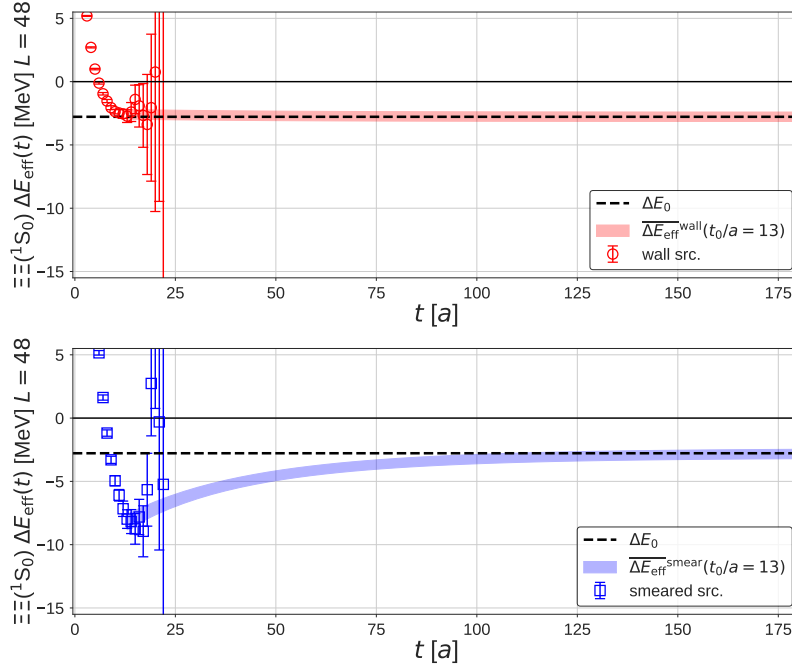 ΞΞ(¹S₀) ΔE_eff(t) [MeV] L = 48
5
0
−5
−10
−15
0
25
50
75
100
125
150
175
t [a]
ΔE₀
ΔE_eff^wall(t₀/a = 13)
wall src.
ΞΞ(¹S₀) ΔE_eff(t) [MeV] L = 48
5
0
−5
−10
−15
0
25
50
75
100
125
150
175
t [a]
ΔE₀
ΔE_eff^smear(t₀/a = 13)
smeared src.